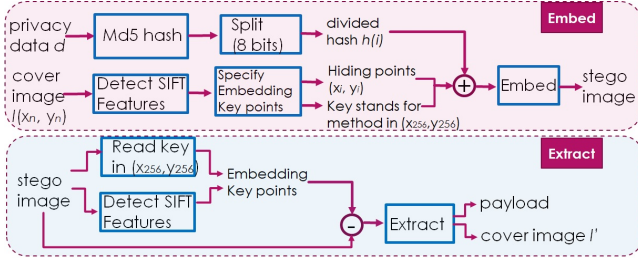 Embed
privacy
data d
Md5 hash
Split
(8 bits)
divided
hash h(i)
cover
image
I(xn, yn)
Detect SIFT
Features
Specify
Embedding
Key points
Hiding points
(xi, yi)
Key stands for
method in (x256,y256)
+
Embed
stego
image
Extract
stego
image
Read key
in (x256,y256)
Detect SIFT
Features
Embedding
Key points
-
Extract
payload
cover image I'